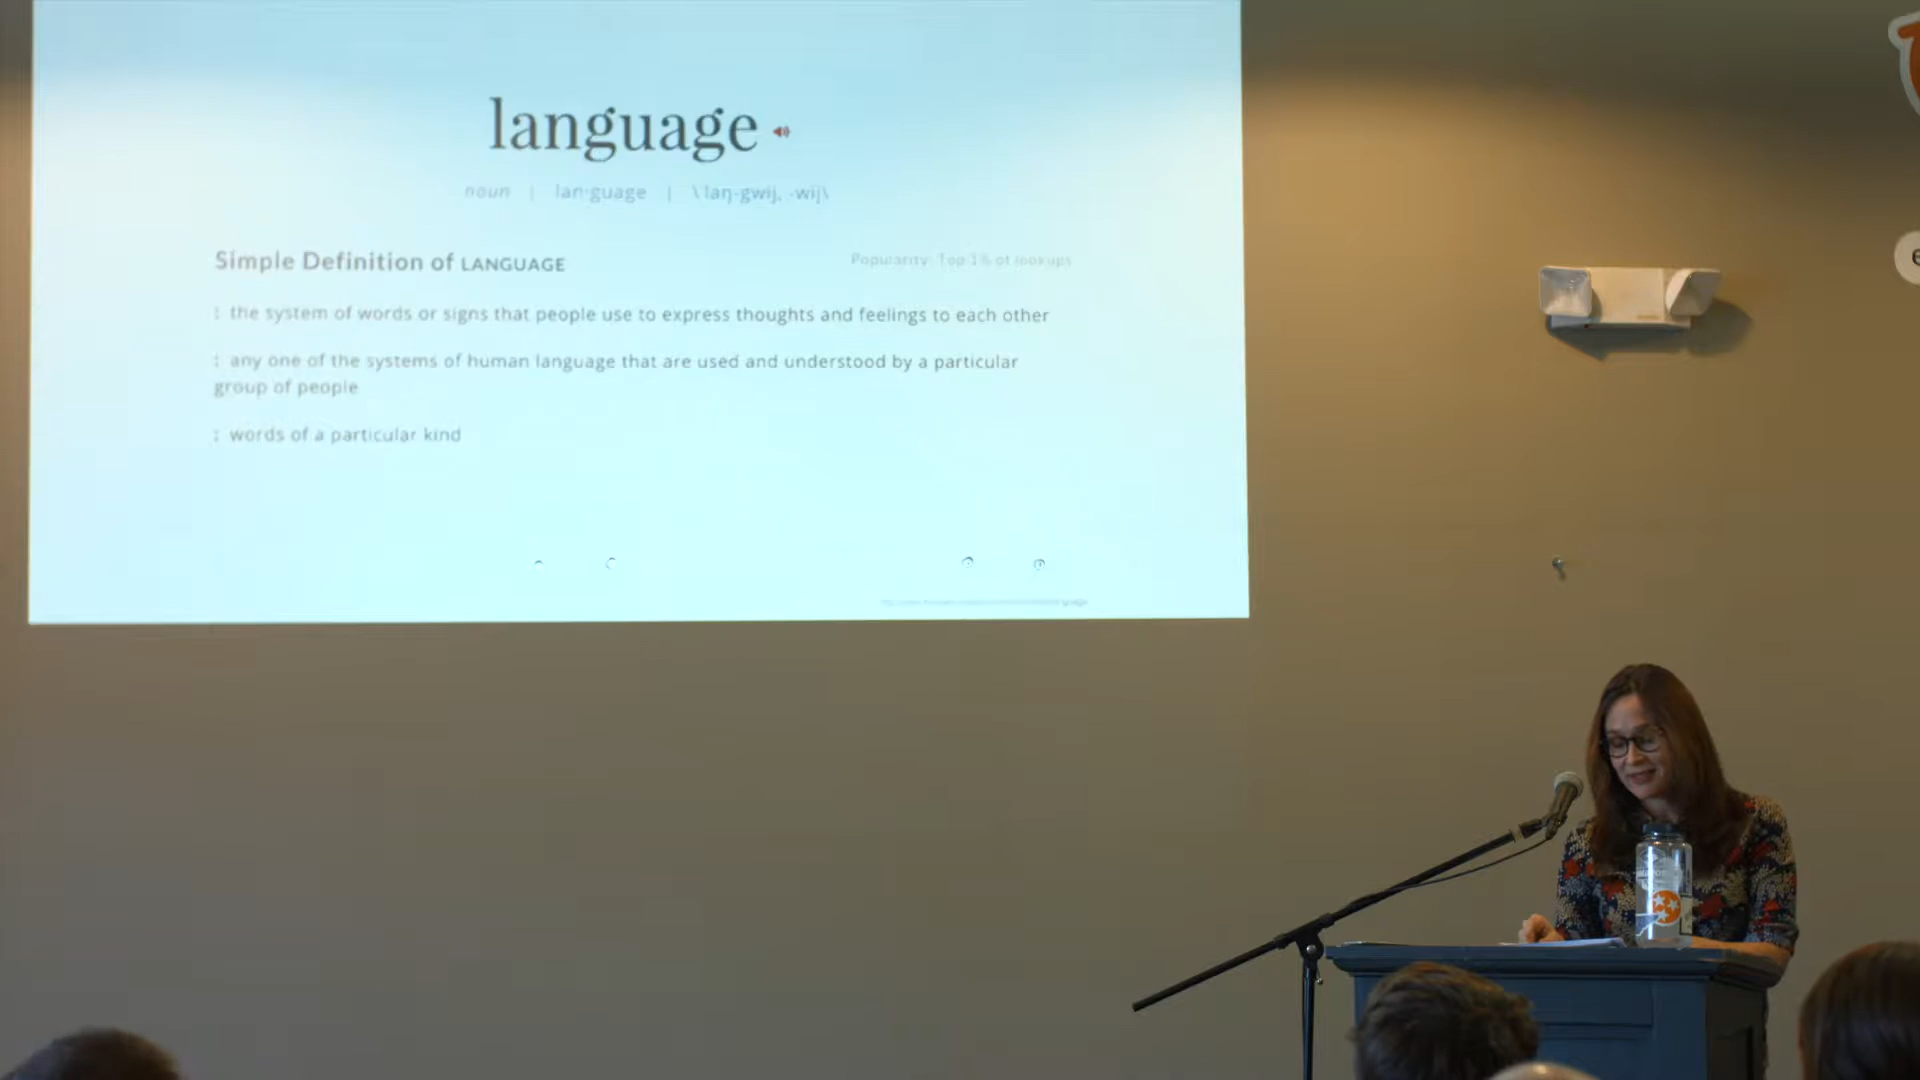 language
noun | lan·guage | \ˈlaŋ-gwij, -wij\
Simple Definition of LANGUAGE
Popularity: Top 1% of lookups
: the system of words or signs that people use to express thoughts and feelings to each other
: any one of the systems of human language that are used and understood by a particular
group of people
: words of a particular kind